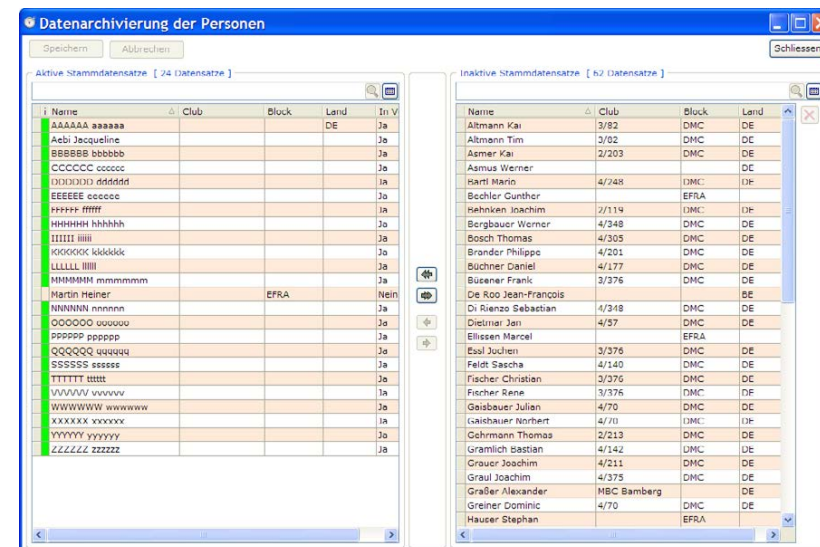 Datenarchivierung der Personen
Speichern Abbrechen Schliessen
Aktive Stammdatensätze [ 24 Datensätze ] Inaktive Stammdatensätze [ 62 Datensätze ]
i Name Club Block Land In V Name Club Block Land
AAAAAA aaaaaa DE Ja Altmann Kai 3/82 DMC DE
Aebi Jacqueline Ja Altmann Tim 3/82 DMC DE
BBBBBB bbbbbb Ja Asmer Kai 2/203 DMC DE
CCCCCC cccccc Ja Asmus Werner DE
DDDDDD dddddd Ja Bartl Mario 4/248 DMC DE
EEEEEE eeeeee Ja Bechler Gunther EFRA
FFFFFF ffffff Ja Behnken Joachim 2/119 DMC DE
HHHHHH hhhhhh Ja Bergbauer Werner 4/348 DMC DE
IIIIII iiiiii Ja Bosch Thomas 4/305 DMC DE
KKKKKK kkkkkk Ja Brander Philippe 4/201 DMC DE
LLLLLL llllll Ja Büchner Daniel 4/177 DMC DE
MMMMMM mmmmmm Ja Büsener Frank 3/376 DMC DE
Martin Heiner EFRA Nein De Roo Jean-François BE
NNNNNN nnnnnn Ja Di Rienzo Sebastian 4/348 DMC DE
OOOOOO oooooo Ja Dietmar Jan 4/57 DMC DE
PPPPPP pppppp Ja Ellissen Marcel EFRA
QQQQQQ qqqqqq Ja Essl Jochen 3/376 DMC DE
SSSSSS ssssss Ja Feldt Sascha 4/140 DMC DE
TTTTTT tttttt Ja Fischer Christian 3/376 DMC DE
VVVVVV vvvvvv Ja Fischer Rene 3/376 DMC DE
WWWWWW wwwwww Ja Gaisbauer Julian 4/70 DMC DE
XXXXXX xxxxxx Ja Gaisbauer Norbert 4/70 DMC DE
YYYYYY yyyyyy Ja Gehrmann Thomas 2/213 DMC DE
ZZZZZZ zzzzzz Ja Gramlich Bastian 4/142 DMC DE
Grauer Joachim 4/211 DMC DE
Graul Joachim 4/375 DMC DE
Graßer Alexander MBC Bamberg DE
Greiner Dominic 4/70 DMC DE
Hauser Stephan EFRA DE